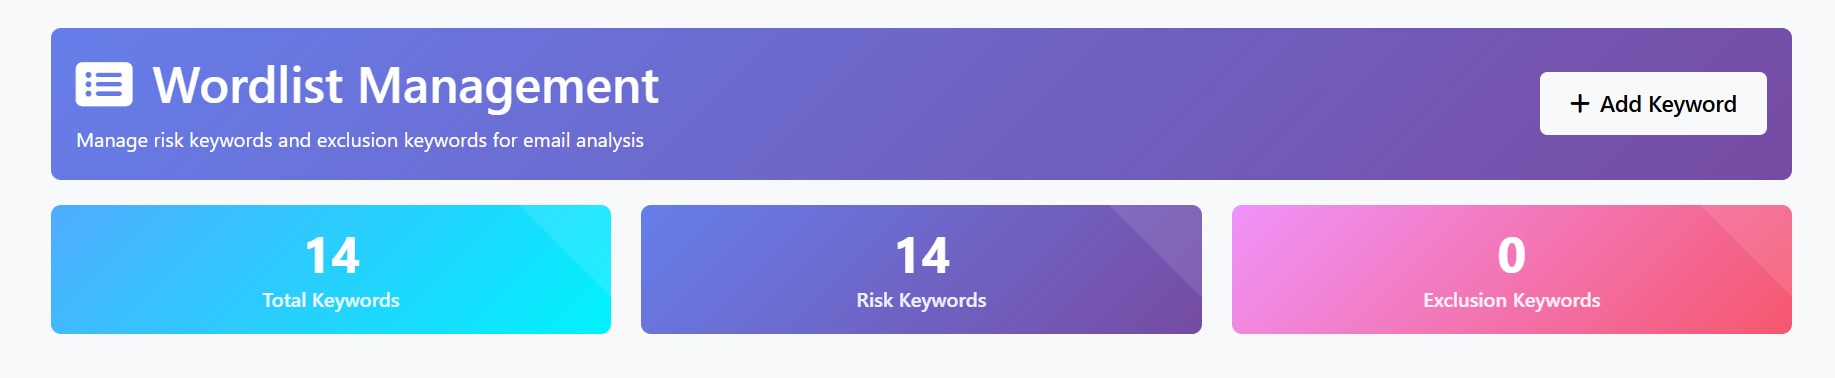 Wordlist Management
Manage risk keywords and exclusion keywords for email analysis
Add Keyword
14
Total Keywords
14
Risk Keywords
0
Exclusion Keywords